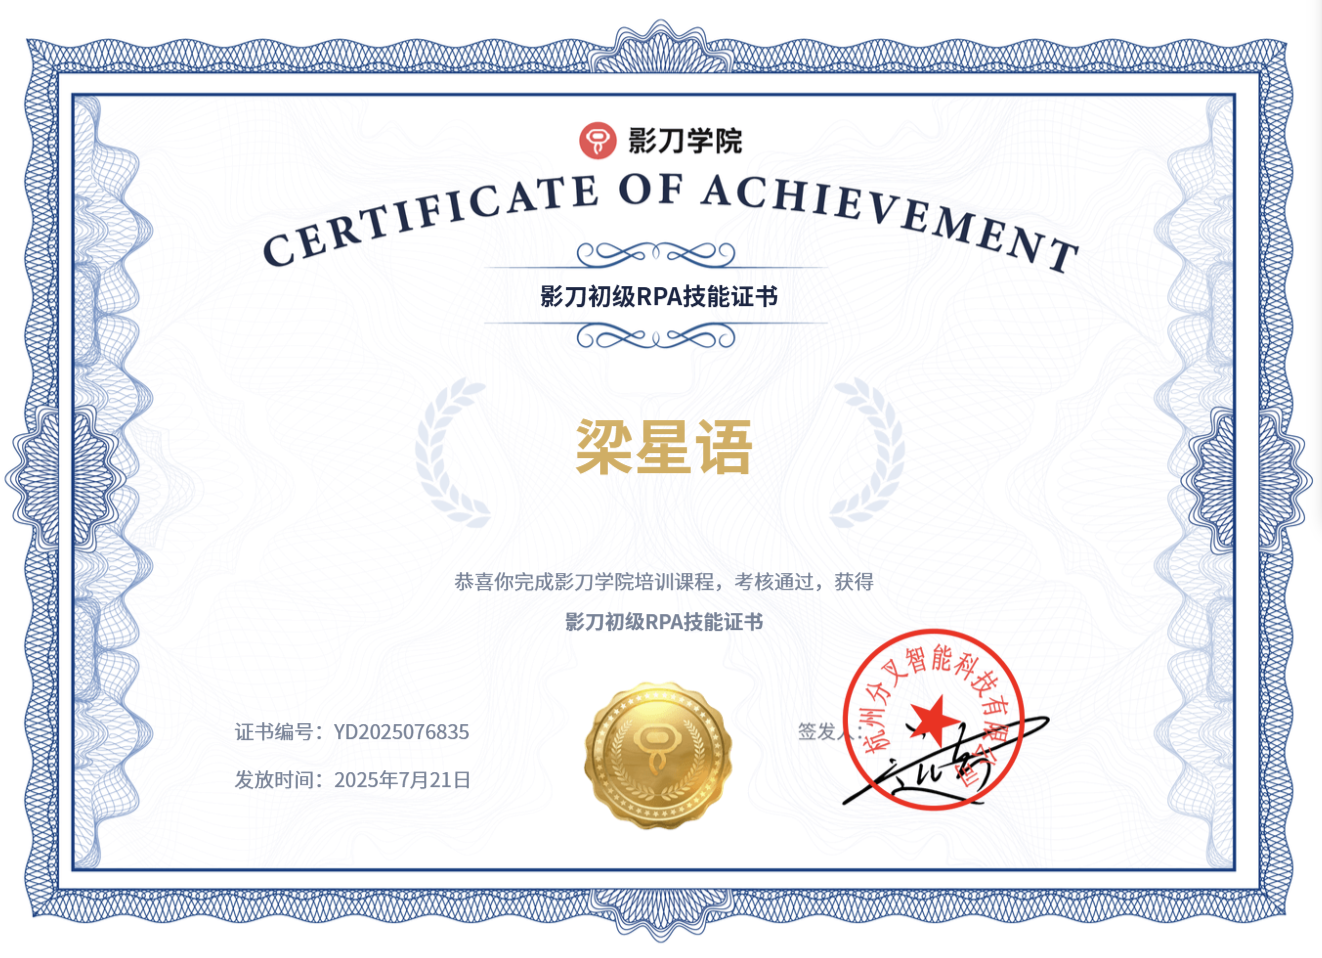 影刀学院
CERTIFICATE OF ACHIEVEMENT
影刀初级RPA技能证书
梁星语
恭喜你完成影刀学院培训课程，考核通过，获得
影刀初级RPA技能证书
证书编号：YD2025076835
发放时间：2025年7月21日
签发人：
杭州分叉智能科技有限公司